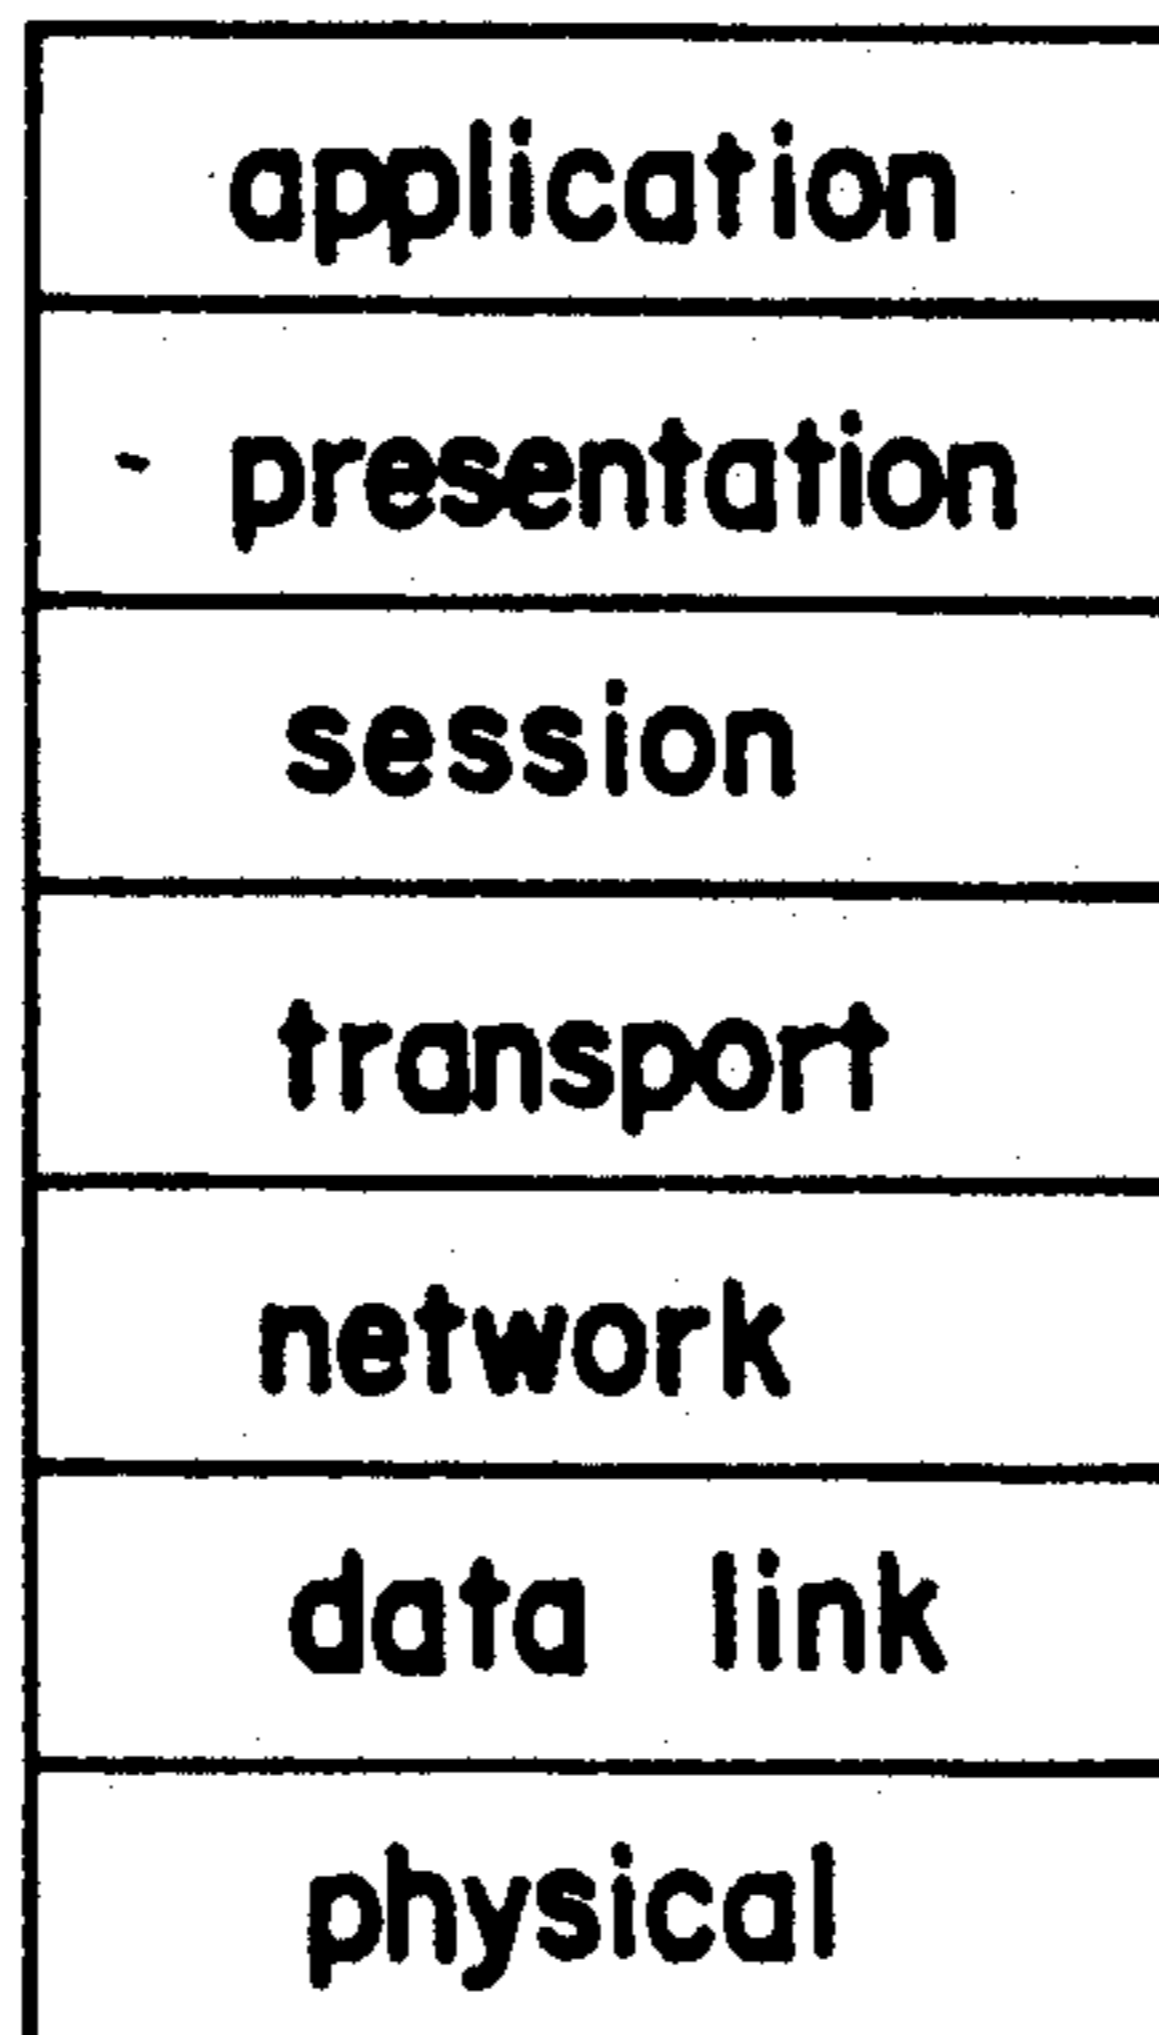 application
presentation
session
transport
network
data link
physical